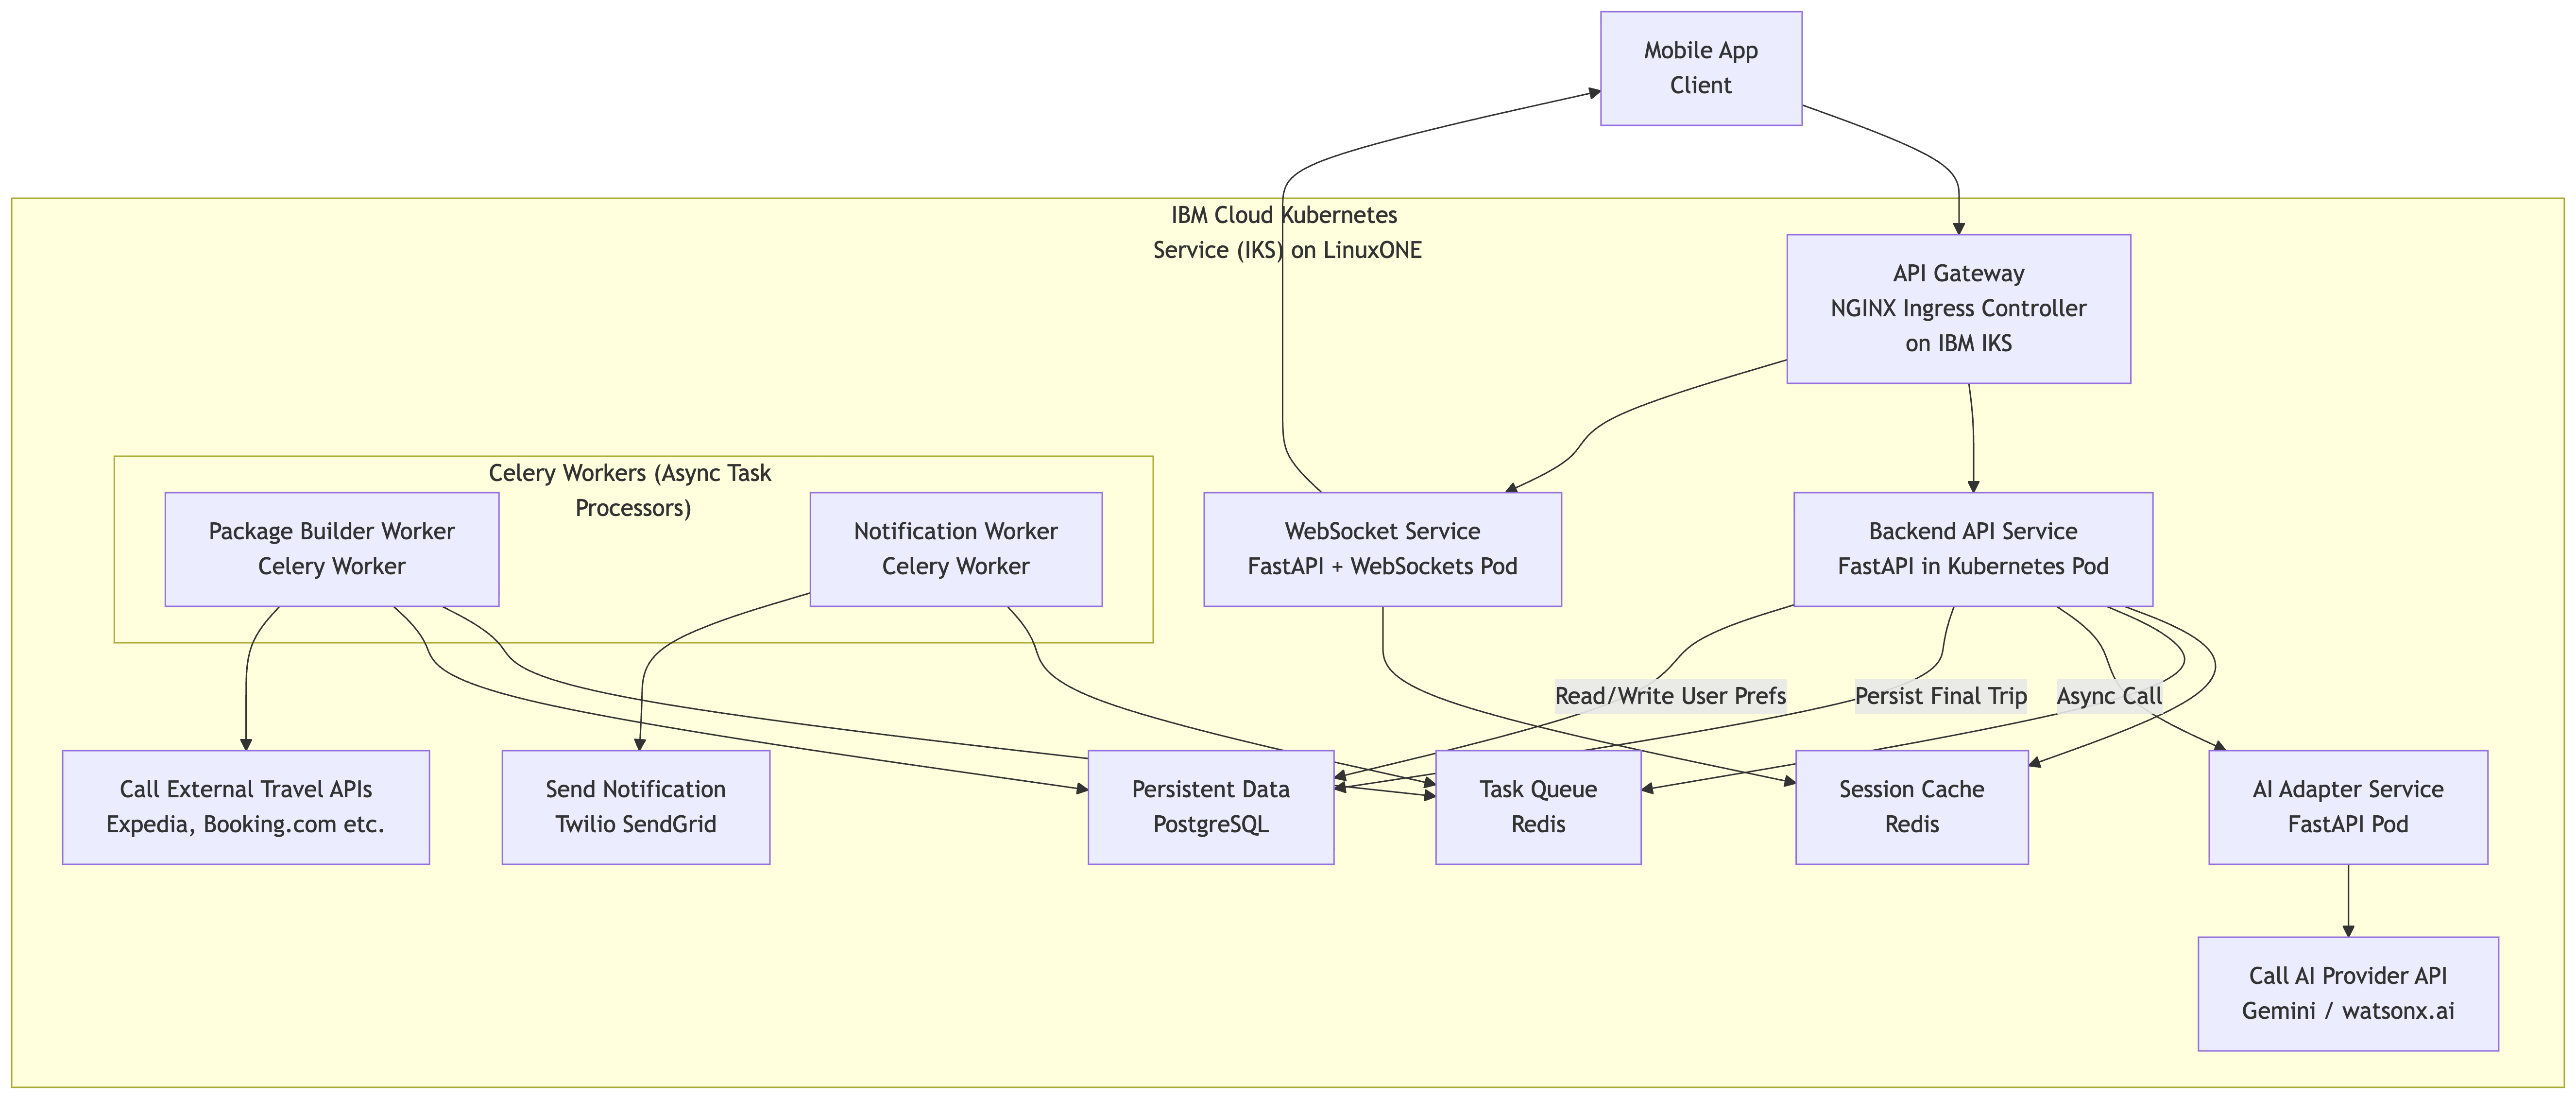 Mobile App
Client
IBM Cloud Kubernetes
Service (IKS) on LinuxONE
API Gateway
NGINX Ingress Controller
on IBM IKS
Celery Workers (Async Task
Processors)
Package Builder Worker
Celery Worker
Notification Worker
Celery Worker
WebSocket Service
FastAPI + WebSockets Pod
Backend API Service
FastAPI in Kubernetes Pod
Read/Write User Prefs
Persist Final Trip
Async Call
Call External Travel APIs
Expedia, Booking.com etc.
Send Notification
Twilio SendGrid
Persistent Data
PostgreSQL
Task Queue
Redis
Session Cache
Redis
AI Adapter Service
FastAPI Pod
Call AI Provider API
Gemini / watsonx.ai